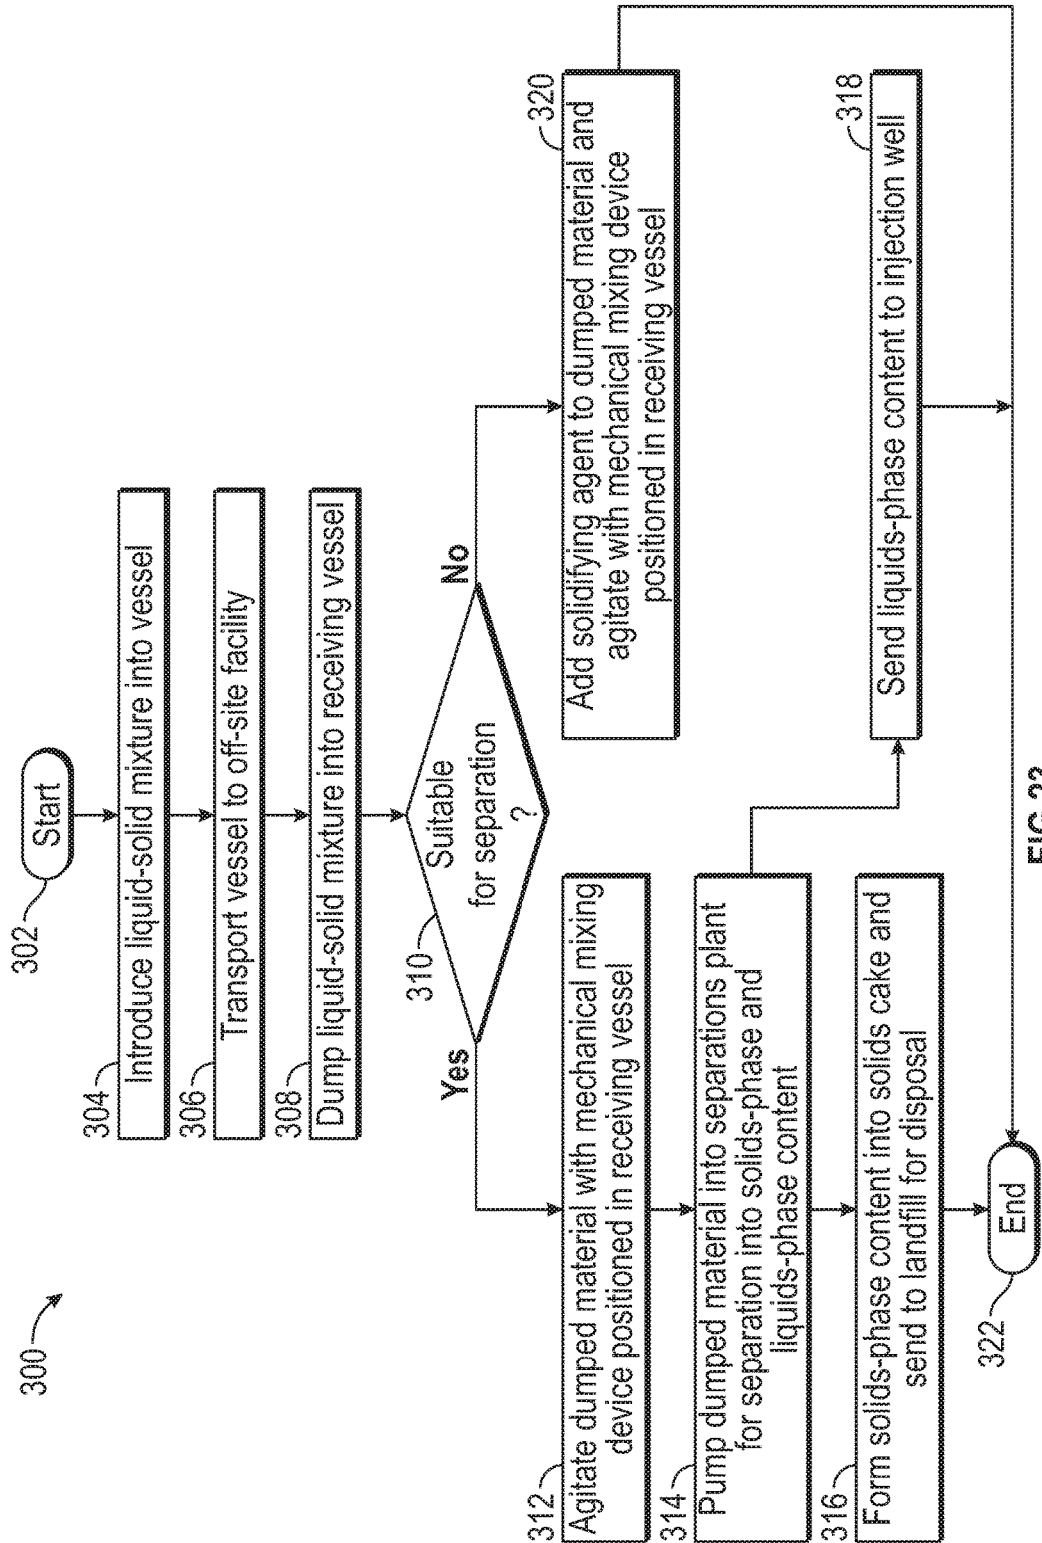 300
302
Start
304
Introduce liquid-solid mixture into vessel
306
Transport vessel to off-site facility
308
Dump liquid-solid mixture into receiving vessel
310
Suitable
for separation
?
Yes
No
312
Agitate dumped material with mechanical mixing
device positioned in receiving vessel
314
Pump dumped material into separations plant
for separation into solids-phase and
liquids-phase content
316
Form solids-phase content into solids cake and
send to landfill for disposal
320
Add solidifying agent to dumped material and
agitate with mechanical mixing device
positioned in receiving vessel
318
Send liquids-phase content to injection well
322
End
FIG.